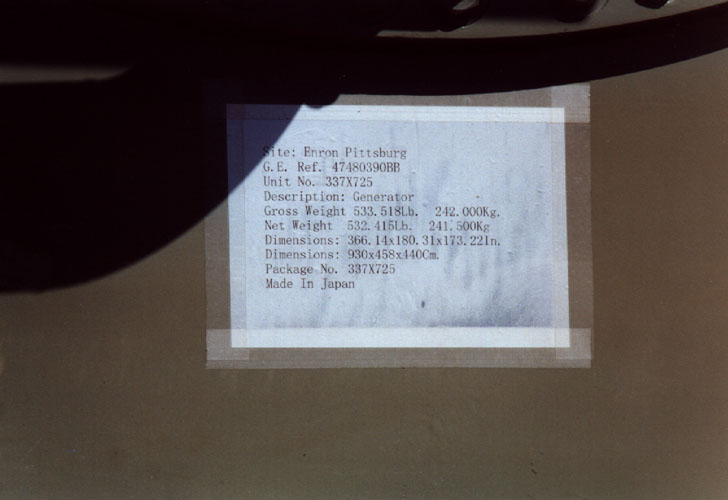 Site: Enron Pittsburg
G.E. Ref. 47480390BB
Unit No. 337X725
Description: Generator
Gross Weight 533.518Lb. 242.000Kg.
Net Weight 532.415Lb. 241.500Kg
Dimensions: 366.14x180.31x173.22In.
Dimensions: 930x458x440Cm.
Package No. 337X725
Made In Japan